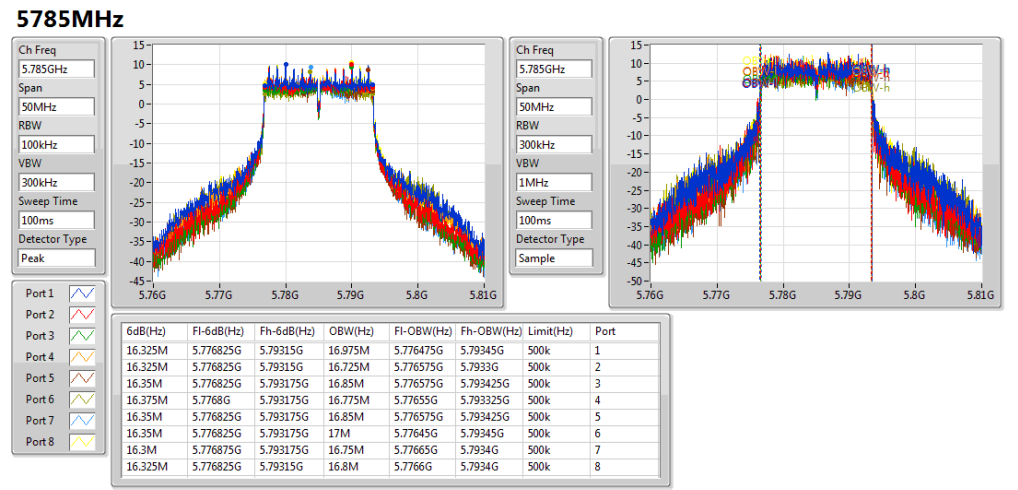 5785MHz
Ch Freq
5.785GHz
Span
50MHz
RBW
100kHz
VBW
300kHz
Sweep Time
100ms
Detector Type
Peak
15
10
5
0
-5
-10
-15
-20
-25
-30
-35
-40
-45
5.76G 5.77G 5.78G 5.79G 5.8G 5.81G
Ch Freq
5.785GHz
Span
50MHz
RBW
300kHz
VBW
1MHz
Sweep Time
100ms
Detector Type
Sample
15
10
5
0
-5
-10
-15
-20
-25
-30
-35
-40
-45
-50
5.76G 5.77G 5.78G 5.79G 5.8G 5.81G
Port 1
Port 2
Port 3
Port 4
Port 5
Port 6
Port 7
Port 8
6dB(Hz) Fl-6dB(Hz) Fh-6dB(Hz) OBW(Hz) Fl-OBW(Hz) Fh-OBW(Hz) Limit(Hz) Port
16.325M 5.776825G 5.79315G 16.975M 5.776475G 5.79345G 500k 1
16.325M 5.776825G 5.79315G 16.725M 5.776575G 5.7933G 500k 2
16.35M 5.776825G 5.793175G 16.85M 5.776575G 5.793425G 500k 3
16.375M 5.7768G 5.793175G 16.775M 5.77655G 5.793325G 500k 4
16.35M 5.776825G 5.793175G 16.85M 5.776575G 5.793425G 500k 5
16.35M 5.776825G 5.793175G 17M 5.77645G 5.79345G 500k 6
16.3M 5.776875G 5.793175G 16.75M 5.77665G 5.7934G 500k 7
16.325M 5.776825G 5.79315G 16.8M 5.7766G 5.7934G 500k 8